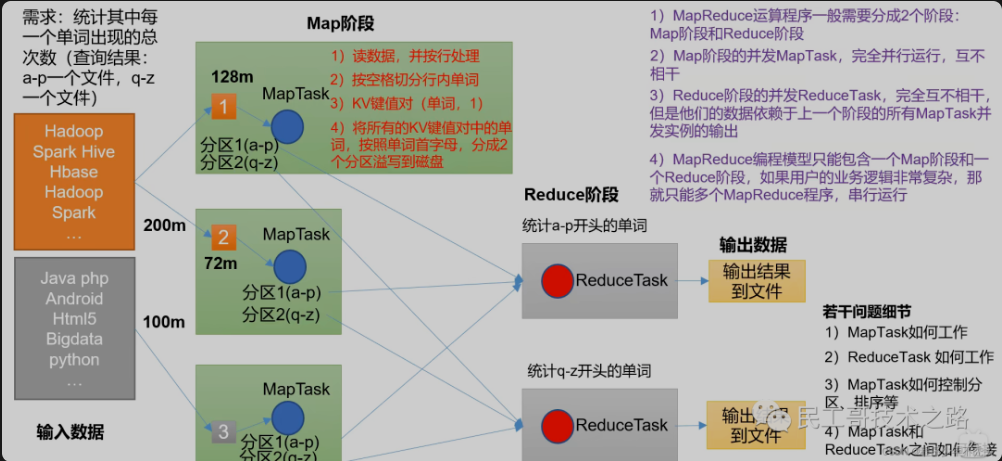 需求：统计其中每
一个单词出现的总
次数（查询结果：
a-p一个文件，q-z
一个文件）
Hadoop
Spark Hive
Hbase
Hadoop
Spark
…
200m
Java php
Android
Html5
Bigdata
python
…
100m
输入数据
Map阶段
128m
1
MapTask
分区1(a-p)
分区2(q-z)
1）读数据，并按行处理
2）按空格切分行内单词
3）KV键值对（单词，1）
4）将所有的KV键值对中的单
词，按照单词首字母，分成2
个分区溢写到磁盘
2
72m
MapTask
分区1(a-p)
分区2(q-z)
3
MapTask
分区1(a-p)
分区2(q-z)
Reduce阶段
统计a-p开头的单词
ReduceTask
统计q-z开头的单词
ReduceTask
输出数据
输出结果
到文件
输出
到文件
1）MapReduce运算程序一般需要分成2个阶段：
Map阶段和Reduce阶段
2）Map阶段的并发MapTask，完全并行运行，互不
相干
3）Reduce阶段的并发ReduceTask，完全互不相干，
但是他们的数据依赖于上一个阶段的所有MapTask并
发实例的输出
4）MapReduce编程模型只能包含一个Map阶段和一
个Reduce阶段，如果用户的业务逻辑非常复杂，那
就只能多个MapReduce程序，串行运行
若干问题细节
1）MapTask如何工作
2）ReduceTask 如何工作
3）MapTask如何控制分
区、排序等
4）MapTask和
ReduceTask之间如何衔接
民工哥技术之路